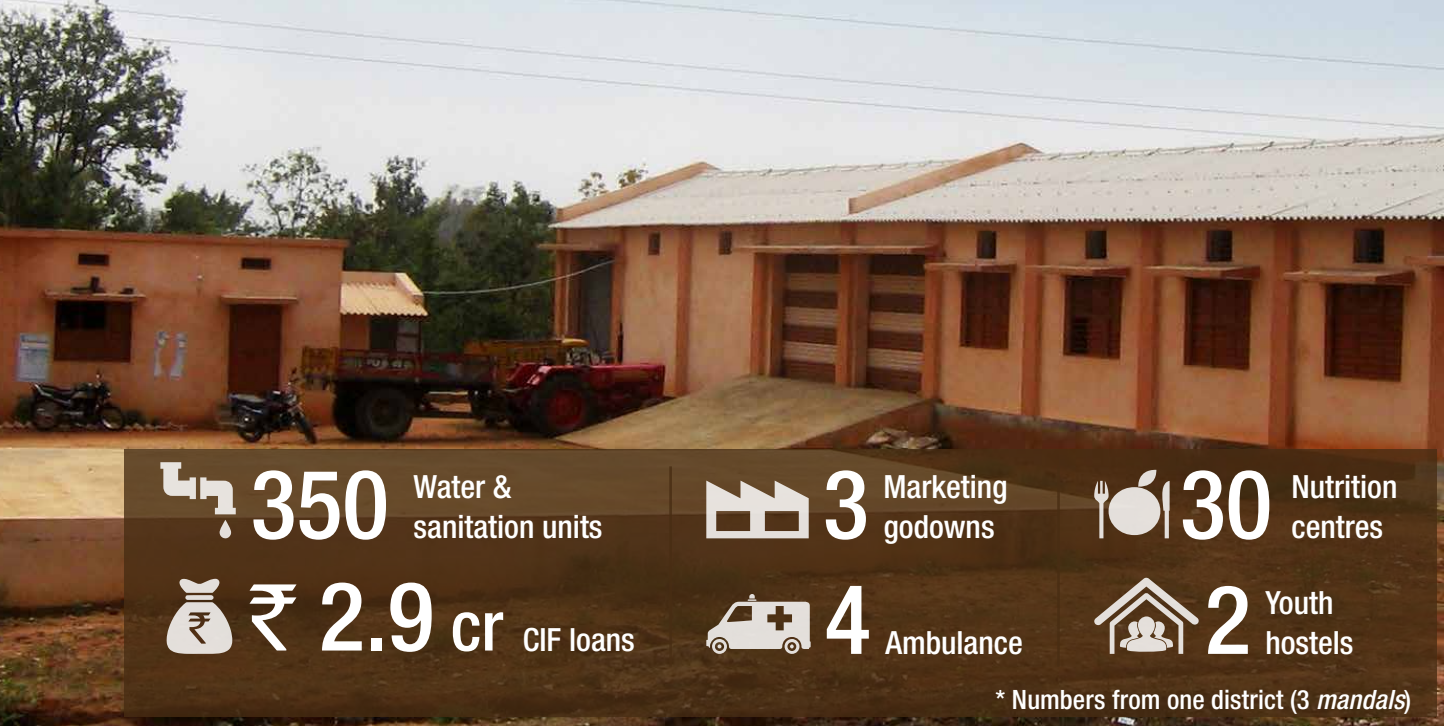 350 Water &
sanitation units
3 Marketing
godowns
30 Nutrition
centres
₹ 2.9 cr CIF loans
4 Ambulance
2 Youth
hostels
* Numbers from one district (3 mandals)